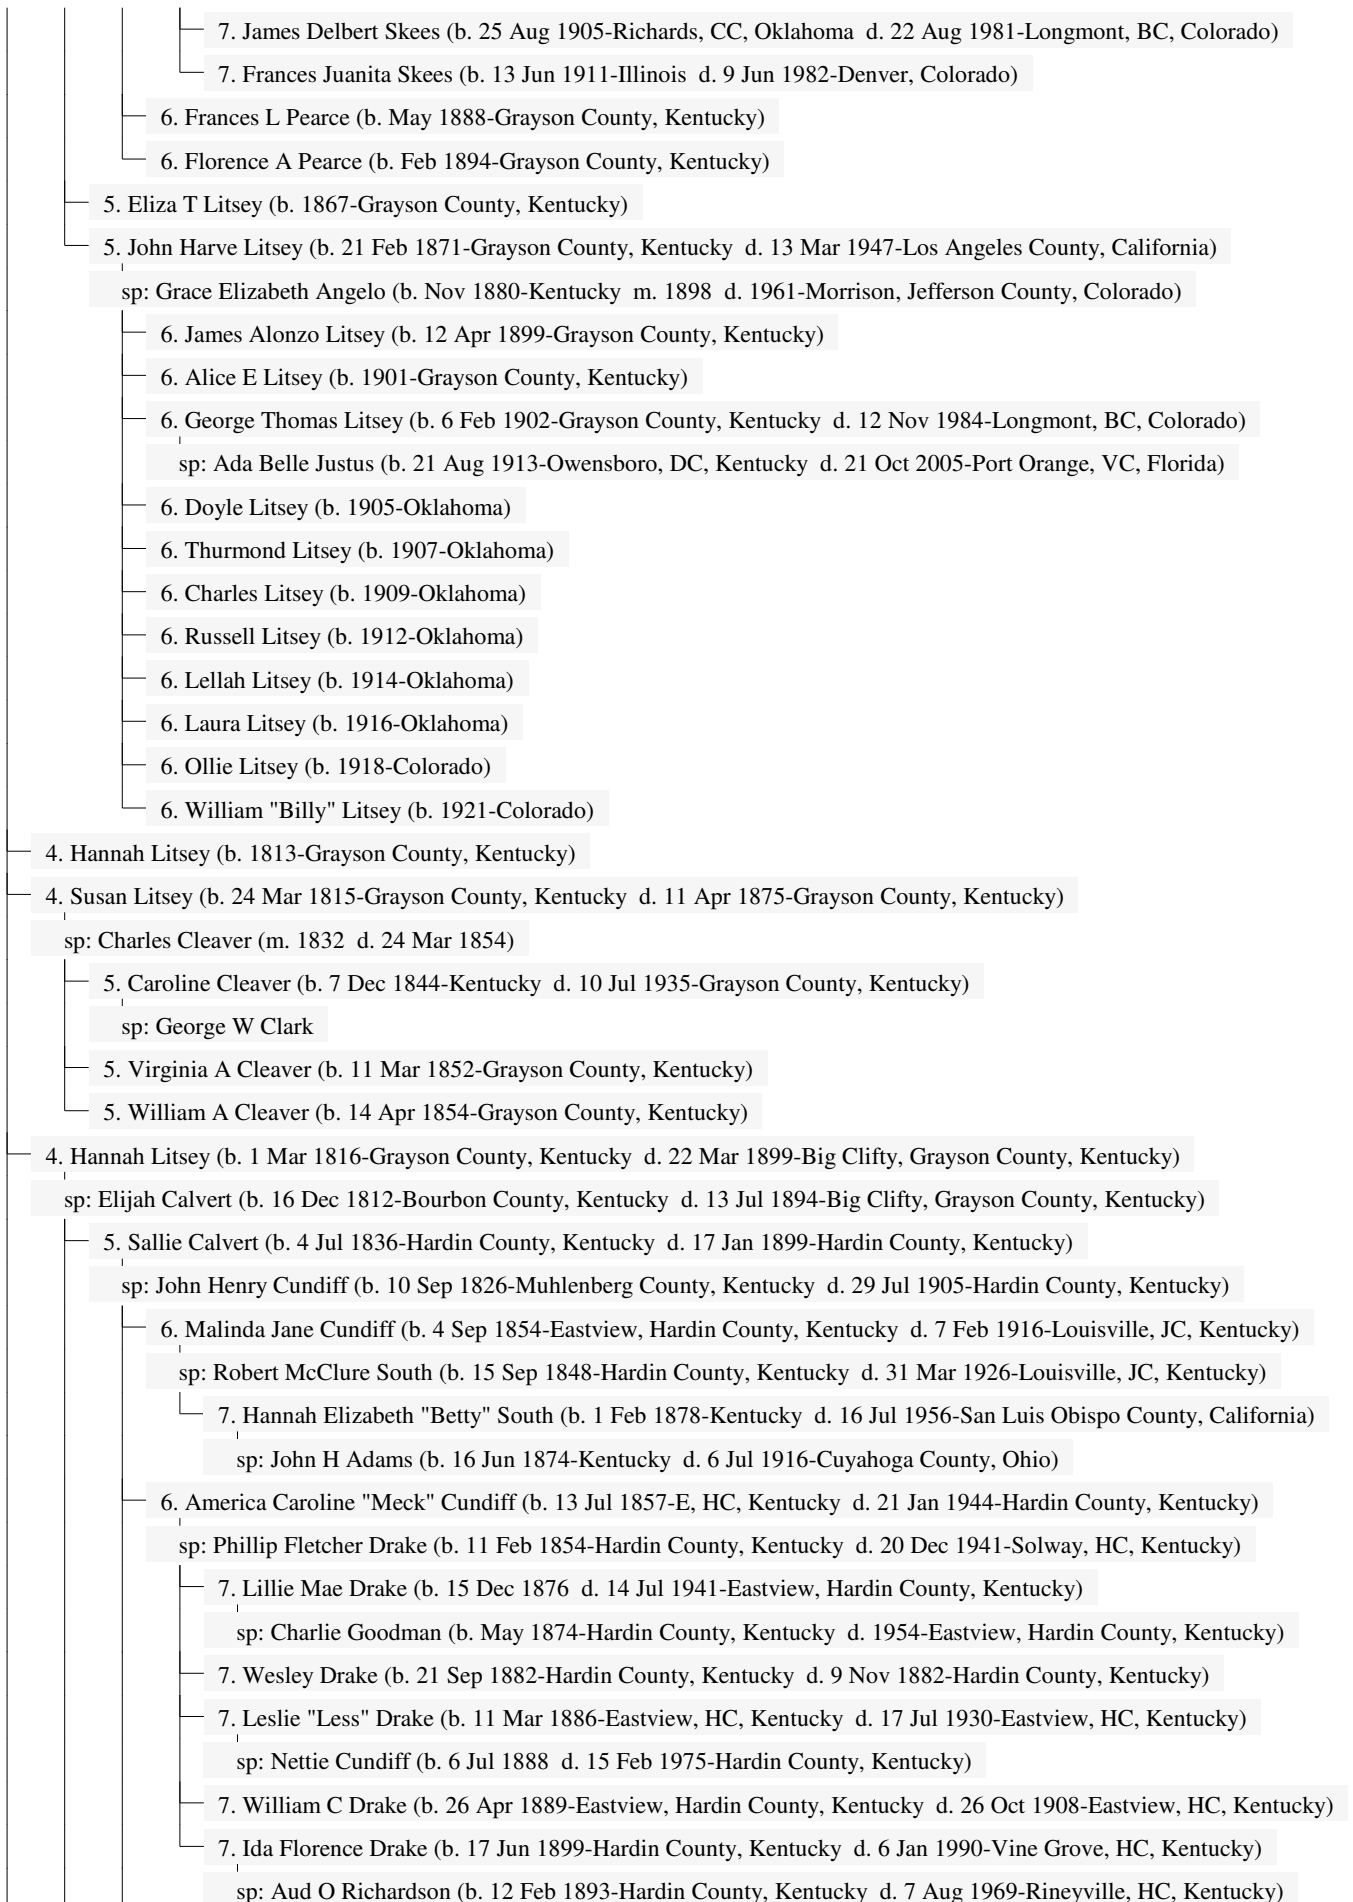 7. James Delbert Skees (b. 25 Aug 1905-Richards, CC, Oklahoma d. 22 Aug 1981-Longmont, BC, Colorado)
7. Frances Juanita Skees (b. 13 Jun 1911-Illinois d. 9 Jun 1982-Denver, Colorado)
6. Frances L Pearce (b. May 1888-Grayson County, Kentucky)
6. Florence A Pearce (b. Feb 1894-Grayson County, Kentucky)
5. Eliza T Litsey (b. 1867-Grayson County, Kentucky)
5. John Harve Litsey (b. 21 Feb 1871-Grayson County, Kentucky d. 13 Mar 1947-Los Angeles County, California)
sp: Grace Elizabeth Angelo (b. Nov 1880-Kentucky m. 1898 d. 1961-Morrison, Jefferson County, Colorado)
6. James Alonzo Litsey (b. 12 Apr 1899-Grayson County, Kentucky)
6. Alice E Litsey (b. 1901-Grayson County, Kentucky)
6. George Thomas Litsey (b. 6 Feb 1902-Grayson County, Kentucky d. 12 Nov 1984-Longmont, BC, Colorado)
sp: Ada Belle Justus (b. 21 Aug 1913-Owensboro, DC, Kentucky d. 21 Oct 2005-Port Orange, VC, Florida)
6. Doyle Litsey (b. 1905-Oklahoma)
6. Thurmond Litsey (b. 1907-Oklahoma)
6. Charles Litsey (b. 1909-Oklahoma)
6. Russell Litsey (b. 1912-Oklahoma)
6. Lellah Litsey (b. 1914-Oklahoma)
6. Laura Litsey (b. 1916-Oklahoma)
6. Ollie Litsey (b. 1918-Colorado)
6. William "Billy" Litsey (b. 1921-Colorado)
4. Hannah Litsey (b. 1813-Grayson County, Kentucky)
4. Susan Litsey (b. 24 Mar 1815-Grayson County, Kentucky d. 11 Apr 1875-Grayson County, Kentucky)
sp: Charles Cleaver (m. 1832 d. 24 Mar 1854)
5. Caroline Cleaver (b. 7 Dec 1844-Kentucky d. 10 Jul 1935-Grayson County, Kentucky)
sp: George W Clark
5. Virginia A Cleaver (b. 11 Mar 1852-Grayson County, Kentucky)
5. William A Cleaver (b. 14 Apr 1854-Grayson County, Kentucky)
4. Hannah Litsey (b. 1 Mar 1816-Grayson County, Kentucky d. 22 Mar 1899-Big Clifty, Grayson County, Kentucky)
sp: Elijah Calvert (b. 16 Dec 1812-Bourbon County, Kentucky d. 13 Jul 1894-Big Clifty, Grayson County, Kentucky)
5. Sallie Calvert (b. 4 Jul 1836-Hardin County, Kentucky d. 17 Jan 1899-Hardin County, Kentucky)
sp: John Henry Cundiff (b. 10 Sep 1826-Muhlenberg County, Kentucky d. 29 Jul 1905-Hardin County, Kentucky)
6. Malinda Jane Cundiff (b. 4 Sep 1854-Eastview, Hardin County, Kentucky d. 7 Feb 1916-Louisville, JC, Kentucky)
sp: Robert McClure South (b. 15 Sep 1848-Hardin County, Kentucky d. 31 Mar 1926-Louisville, JC, Kentucky)
7. Hannah Elizabeth "Betty" South (b. 1 Feb 1878-Kentucky d. 16 Jul 1956-San Luis Obispo County, California)
sp: John H Adams (b. 16 Jun 1874-Kentucky d. 6 Jul 1916-Cuyahoga County, Ohio)
6. America Caroline "Meck" Cundiff (b. 13 Jul 1857-E, HC, Kentucky d. 21 Jan 1944-Hardin County, Kentucky)
sp: Phillip Fletcher Drake (b. 11 Feb 1854-Hardin County, Kentucky d. 20 Dec 1941-Solway, HC, Kentucky)
7. Lillie Mae Drake (b. 15 Dec 1876 d. 14 Jul 1941-Eastview, Hardin County, Kentucky)
sp: Charlie Goodman (b. May 1874-Hardin County, Kentucky d. 1954-Eastview, Hardin County, Kentucky)
7. Wesley Drake (b. 21 Sep 1882-Hardin County, Kentucky d. 9 Nov 1882-Hardin County, Kentucky)
7. Leslie "Less" Drake (b. 11 Mar 1886-Eastview, HC, Kentucky d. 17 Jul 1930-Eastview, HC, Kentucky)
sp: Nettie Cundiff (b. 6 Jul 1888 d. 15 Feb 1975-Hardin County, Kentucky)
7. William C Drake (b. 26 Apr 1889-Eastview, Hardin County, Kentucky d. 26 Oct 1908-Eastview, HC, Kentucky)
7. Ida Florence Drake (b. 17 Jun 1899-Hardin County, Kentucky d. 6 Jan 1990-Vine Grove, HC, Kentucky)
sp: Aud O Richardson (b. 12 Feb 1893-Hardin County, Kentucky d. 7 Aug 1969-Rineyville, HC, Kentucky)